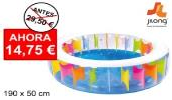 ANTES
29.50 €
AHORA
14,75 €
jilong
190 x 50 cm